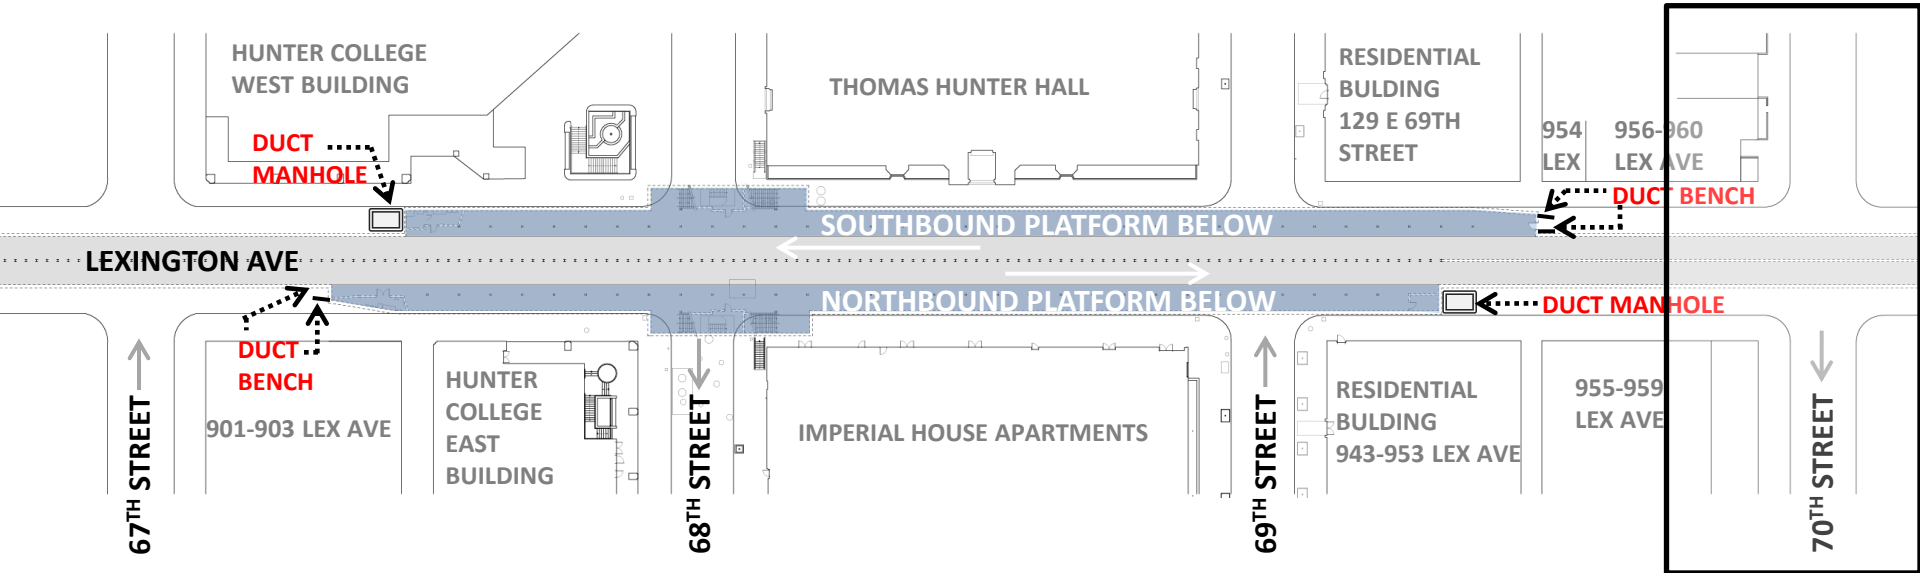 HUNTER COLLEGE
WEST BUILDING
DUCT
MANHOLE
THOMAS HUNTER HALL
RESIDENTIAL
BULDING
129 E 69TH
STREET
954
LEX
956-960
LEX AVE
DUCT BENCH
SOUTHBOUND PLATFORM BELOW
LEXINGTON AVE
NORTHBOUND PLATFORM BELOW
DUCT MANHOLE
DUCT
BENCH
901-903 LEX AVE
HUNTER
COLLEGE
EAST
BUILDING
IMPERIAL HOUSE APARTMENTS
RESIDENTIAL
BUILDING
943-953 LEX AVE
955-959
LEX AVE
67TH STREET
68TH STREET
69TH STREET
70TH STREET